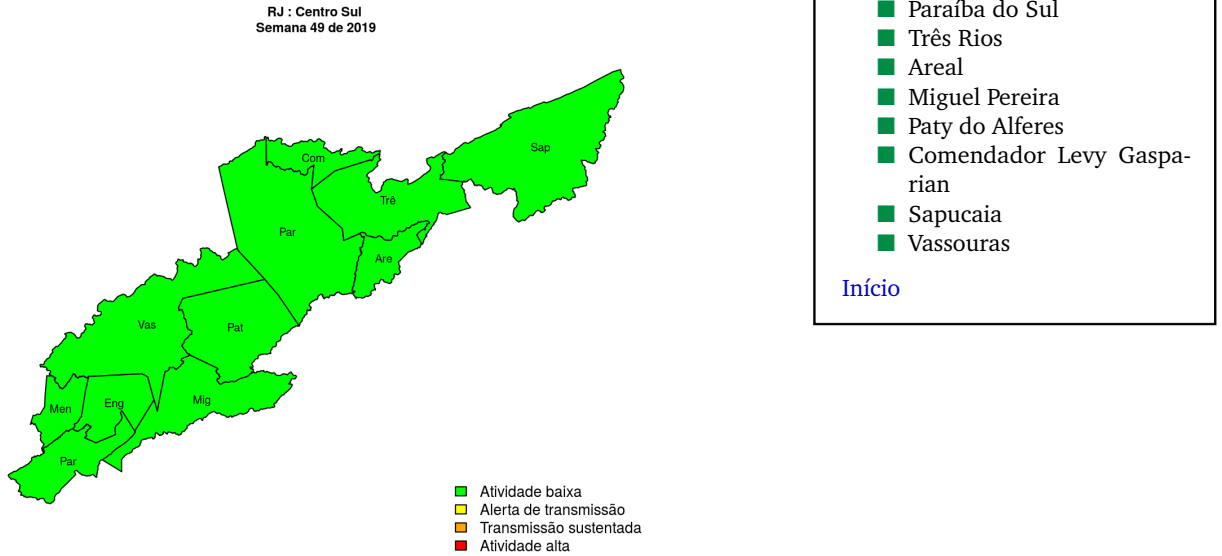 RJ : Centro Sul
Semana 49 de 2019
Sap
Com
Trê
Par
Are
Vas
Pat
Men
Eng
Mig
Par
Atividade baixa
Alerta de transmissão
Transmissão sustentada
Atividade alta
Paraíba do Sul
Três Rios
Areal
Miguel Pereira
Paty do Alferes
Comendador Levy Gaspa-
rian
Sapucaia
Vassouras
Início